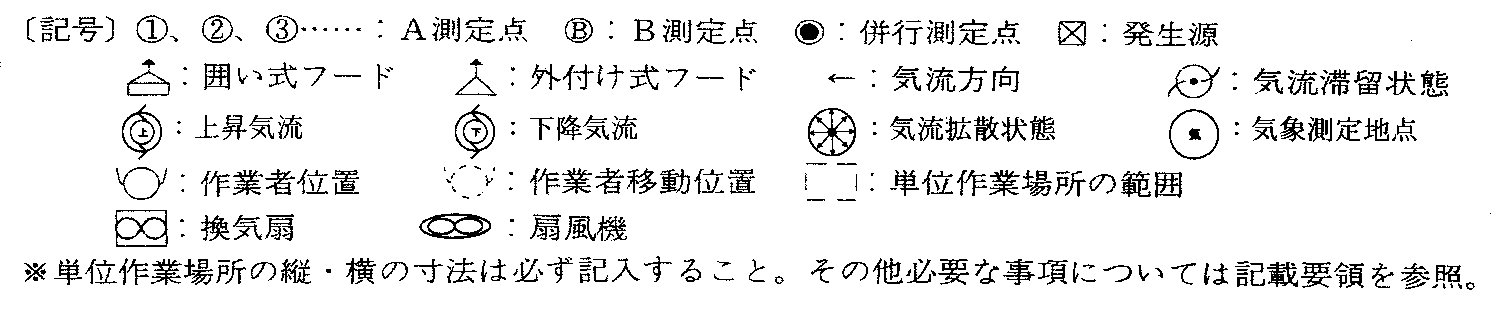 〔記号〕①、②、③……：A測定点 Ⓑ：B測定点 ◉：併行測定点 ⊠：発生源
：囲い式フード ：外付け式フード ←：気流方向 ：気流滞留状態
上：上昇気流 下：下降気流 ：気流拡散状態 気：気象測定地点
：作業者位置 ：作業者移動位置 ：単位作業場所の範囲
：換気扇 ：扇風機
※単位作業場所の縦・横の寸法は必ず記入すること。その他必要な事項については記載要領を参照。